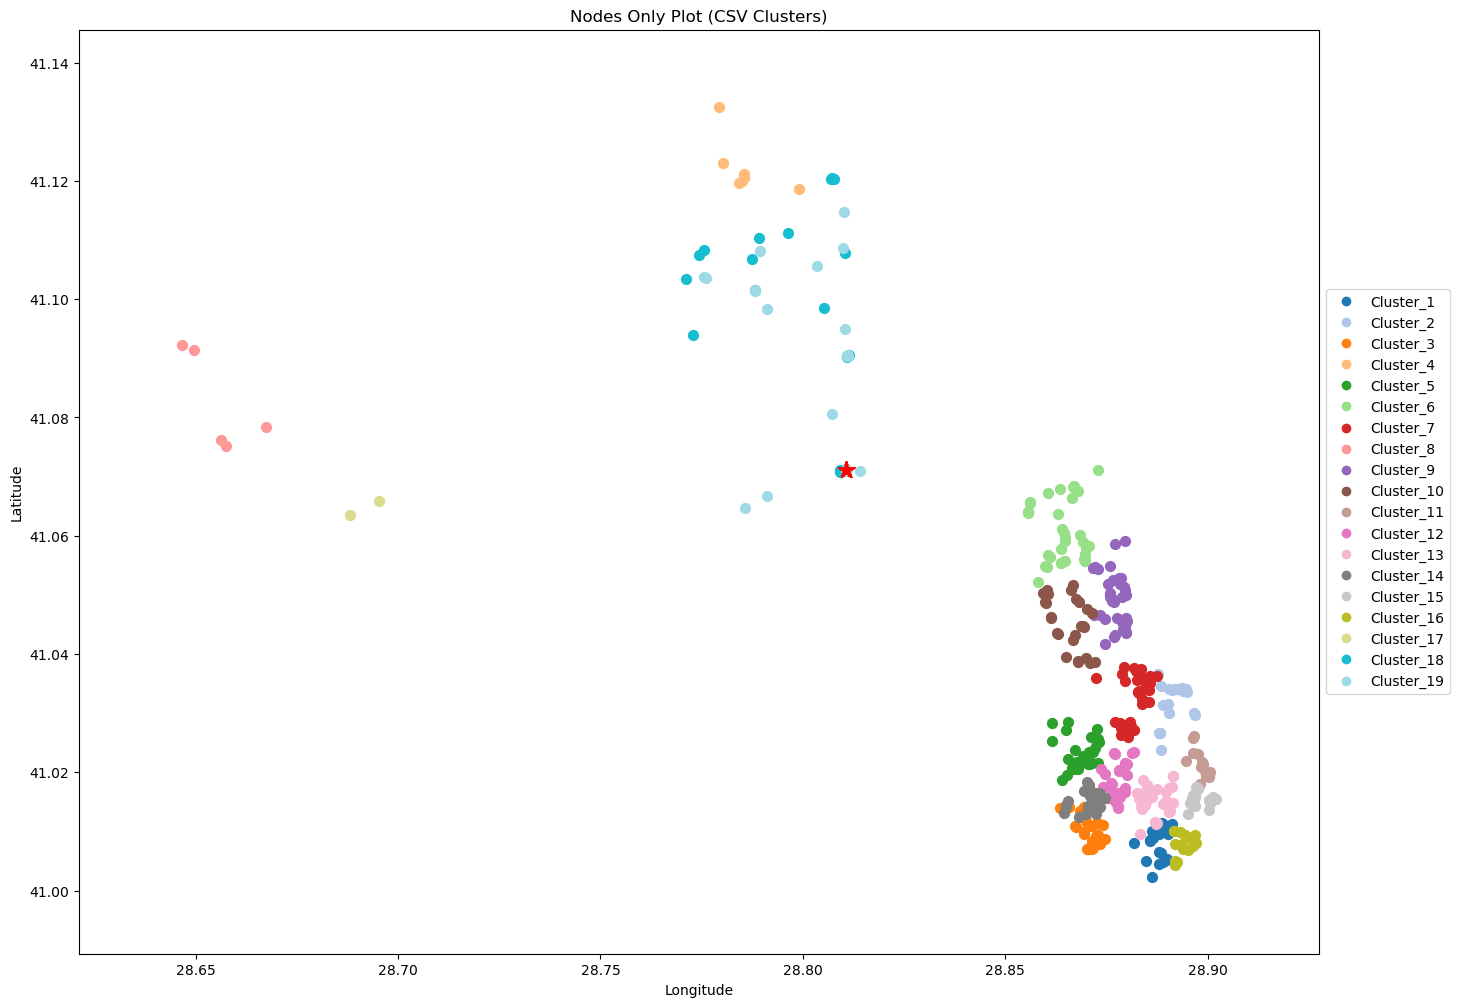 Nodes Only Plot (CSV Clusters)
41.14
41.12
41.10
41.08
41.06
41.04
41.02
41.00
Latitude
28.65
28.70
28.75
28.80
28.85
28.90
Longitude
Cluster_1
Cluster_2
Cluster_3
Cluster_4
Cluster_5
Cluster_6
Cluster_7
Cluster_8
Cluster_9
Cluster_10
Cluster_11
Cluster_12
Cluster_13
Cluster_14
Cluster_15
Cluster_16
Cluster_17
Cluster_18
Cluster_19